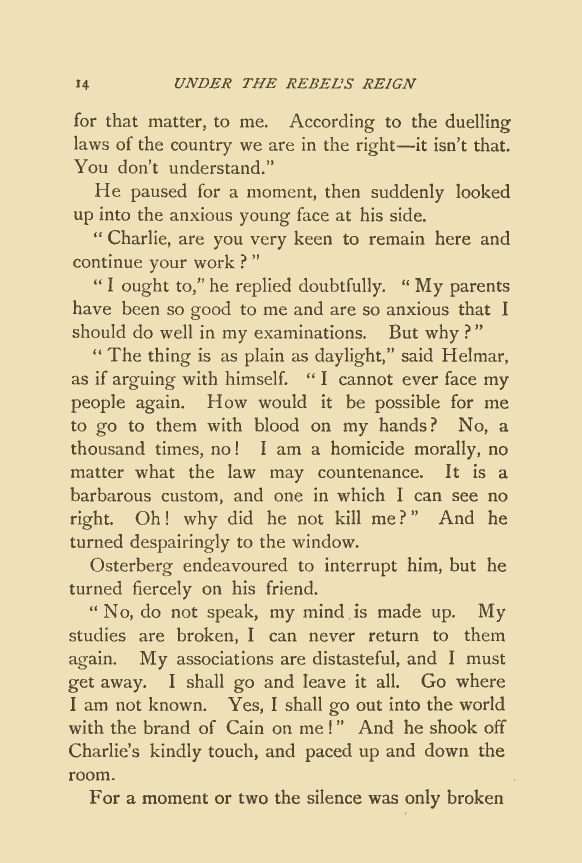 14 UNDER THE REBEL'S REIGN
for that matter, to me. According to the duelling
laws of the country we are in the right—it isn't that.
You don't understand."
He paused for a moment, then suddenly looked
up into the anxious young face at his side.
" Charlie, are you very keen to remain here and
continue your work ? "
" I ought to," he replied doubtfully. " My parents
have been so good to me and are so anxious that I
should do well in my examinations. But why ? "
" The thing is as plain as daylight," said Helmar,
as if arguing with himself. " I cannot ever face my
people again. How would it be possible for me
to go to them with blood on my hands? No, a
thousand times, no! I am a homicide morally, no
matter what the law may countenance. It is a
barbarous custom, and one in which I can see no
right. Oh! why did he not kill me?" And he
turned despairingly to the window.
Osterberg endeavoured to interrupt him, but he
turned fiercely on his friend.
" No, do not speak, my mind is made up. My
studies are broken, I can never return to them
again. My associations are distasteful, and I must
get away. I shall go and leave it all. Go where
I am not known. Yes, I shall go out into the world
with the brand of Cain on me!" And he shook off
Charlie's kindly touch, and paced up and down the
room.
For a moment or two the silence was only broken